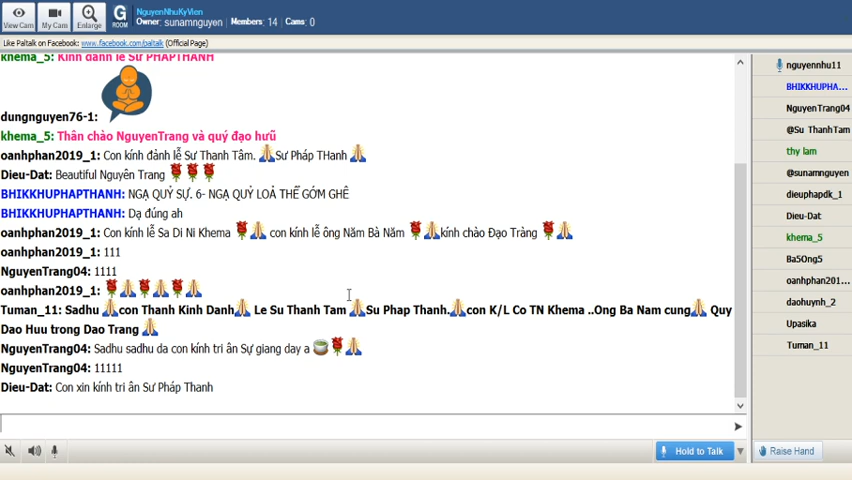 View Cam
My Cam
Enlarge
G
ROOM
NguyenNhuKyVien
Owner: sunamnguyen Members: 14 Cams: 0
Like Paltalk on Facebook: www.facebook.com/paltalk (Official Page)
khema_5: Kính đảnh lễ Sư PHAPTHANH
dungnguyen76-1:
khema_5: Thân chào NguyenTrang và quý đạo hưũ
oanhphan2019_1: Con kính đảnh lễ Sư Thanh Tâm. Sư Pháp THanh
Dieu-Dat: Beautiful Nguyên Trang
BHIKKHUPHAPTHANH: NGẠ QUỶ SỰ. 6- NGẠ QUỶ LOẢ THỂ GỚM GHÊ
BHIKKHUPHAPTHANH: Dạ đúng ah
oanhphan2019_1: Con kính lễ Sa Di Ni Khema con kính lễ ông Năm Bà Năm kính chào Đạo Tràng
oanhphan2019_1: 111
NguyenTrang04: 1111
oanhphan2019_1:
Tuman_11: Sadhu con Thanh Kinh Danh Le Su Thanh Tam Su Phap Thanh. con K/L Co TN Khema ..Ong Ba Nam cung Quy
Dao Huu trong Dao Trang
NguyenTrang04: Sadhu sadhu da con kính tri ân Sự giang day a
NguyenTrang04: 11111
Dieu-Dat: Con xin kính tri ân Sư Pháp Thanh
Hold to Talk
nguyennhu11
BHIKKHUPHA...
NguyenTrang04
@Su ThanhTam
thy lam
@sunamnguyen
dieuphapdk_1
Dieu-Dat
khema_5
Ba5Ong5
oanhphan201...
daohuynh_2
Upasika
Tuman_11
Raise Hand